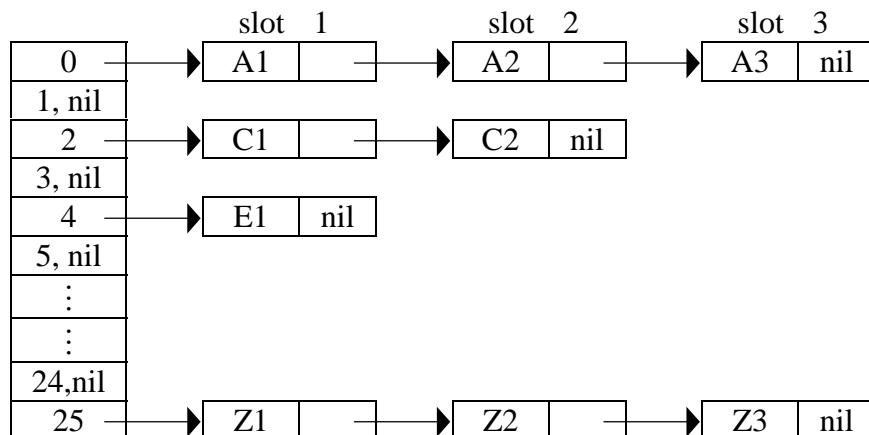 slot 1 slot 2 slot 3
0 A1 A2 A3 nil
1, nil
2 C1 C2 nil
3, nil
4 E1 nil
5, nil
⋮
⋮
24,nil
25 Z1 Z2 Z3 nil